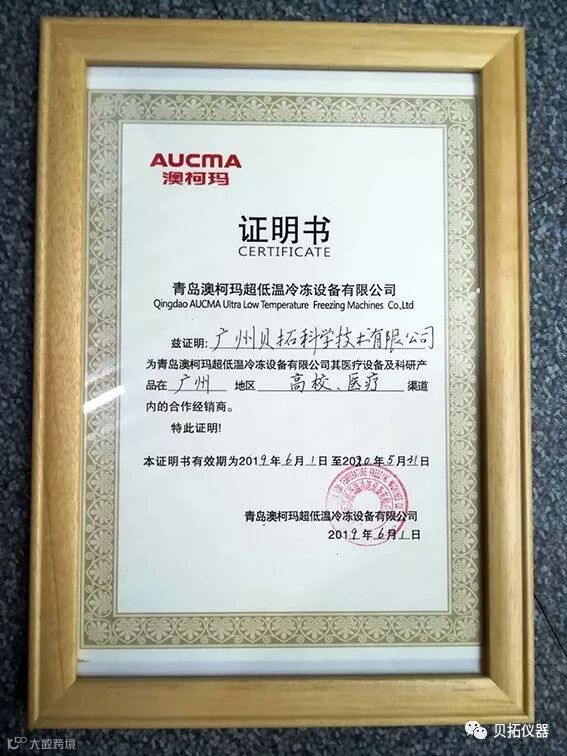 AUCMA
澳柯玛
证明书
CERTIFICATE
青岛澳柯玛超低温冷冻设备有限公司
Qingdao AUCMA Ultra Low Temperature Freezing Machines Co.,Ltd
兹证明：广州贝拓科学技术有限公司
为青岛澳柯玛超低温冷冻设备有限公司其医疗设备及科研产
品在 广州 地区 高校、医疗 渠道
内的合作经销商。
特此证明!
本证明书有效期为2019年6月1日至2020年5月31日
青岛澳柯玛超低温冷冻设备有限公司
2019年6月1日
大数跨境
贝拓仪器